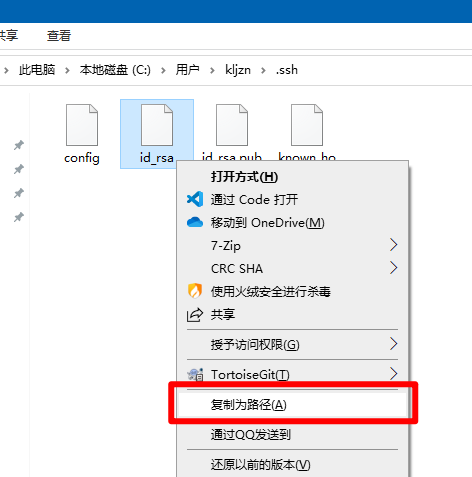 共享 查看
此电脑 本地磁盘 (C:) 用户 kljzn .ssh
config id_rsa id_rsa.pub known_ho
打开方式(H)
通过 Code 打开
移动到 OneDrive(M)
7-Zip
CRC SHA
使用火绒安全进行杀毒
共享
授予访问权限(G)
TortoiseGit(T)
复制为路径(A)
通过QQ发送到
还原以前的版本(V)